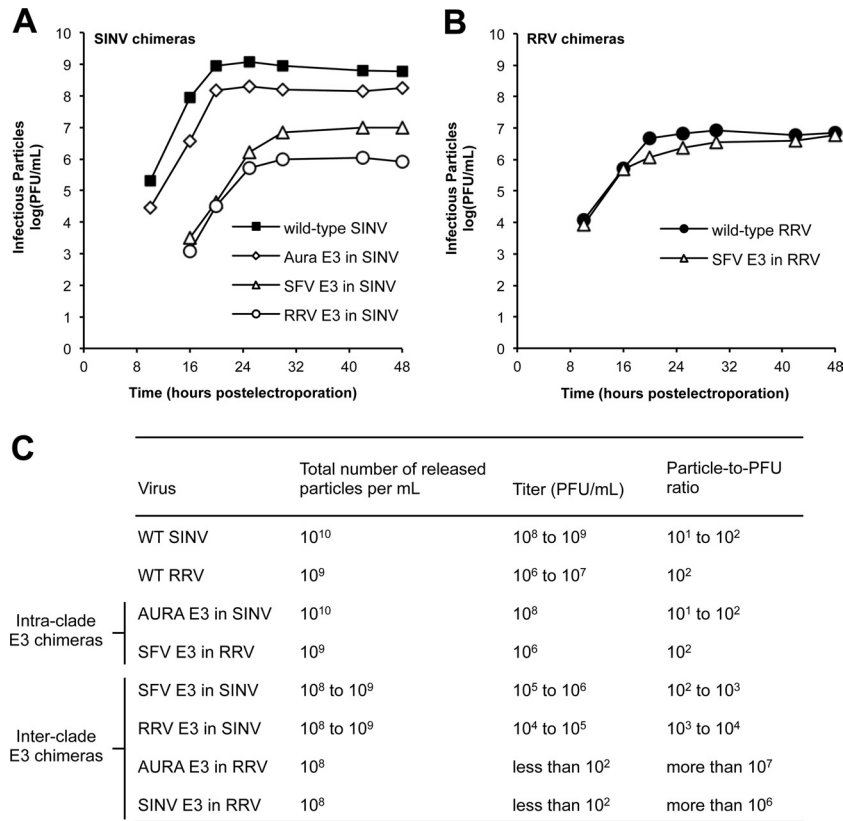 A
SINV chimeras
Infectious Particles
log(PFU/mL)
10
9
8
7
6
5
4
3
2
1
0
wild-type SINV
Aura E3 in SINV
SFV E3 in SINV
RRV E3 in SINV
0 8 16 24 32 40 48
Time (hours postelectroporation)
B
RRV chimeras
Infectious Particles
log(PFU/mL)
10
9
8
7
6
5
4
3
2
1
0
wild-type RRV
SFV E3 in RRV
0 8 16 24 32 40 48
Time (hours postelectroporation)
C
Virus Total number of released particles per mL Titer (PFU/mL) Particle-to-PFU ratio
WT SINV 10¹⁰ 10⁸ to 10⁹ 10¹ to 10²
WT RRV 10⁹ 10⁶ to 10⁷ 10²
Intra-clade
E3 chimeras
AURA E3 in SINV 10¹⁰ 10⁸ 10¹ to 10²
SFV E3 in RRV 10⁹ 10⁶ 10²
Inter-clade
E3 chimeras
SFV E3 in SINV 10⁸ to 10⁹ 10⁵ to 10⁶ 10² to 10³
RRV E3 in SINV 10⁸ to 10⁹ 10⁴ to 10⁵ 10³ to 10⁴
AURA E3 in RRV 10⁸ less than 10² more than 10⁷
SINV E3 in RRV 10⁸ less than 10² more than 10⁶